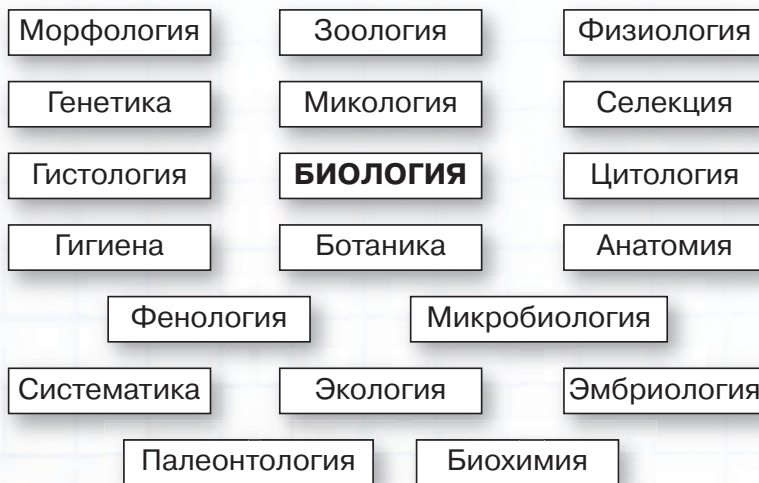 Морфология Зоология Физиология
Генетика Микология Селекция
Гистология БИОЛОГИЯ Цитология
Гигиена Ботаника Анатомия
Фенология Микробиология
Систематика Экология Эмбриология
Палеонтология Биохимия